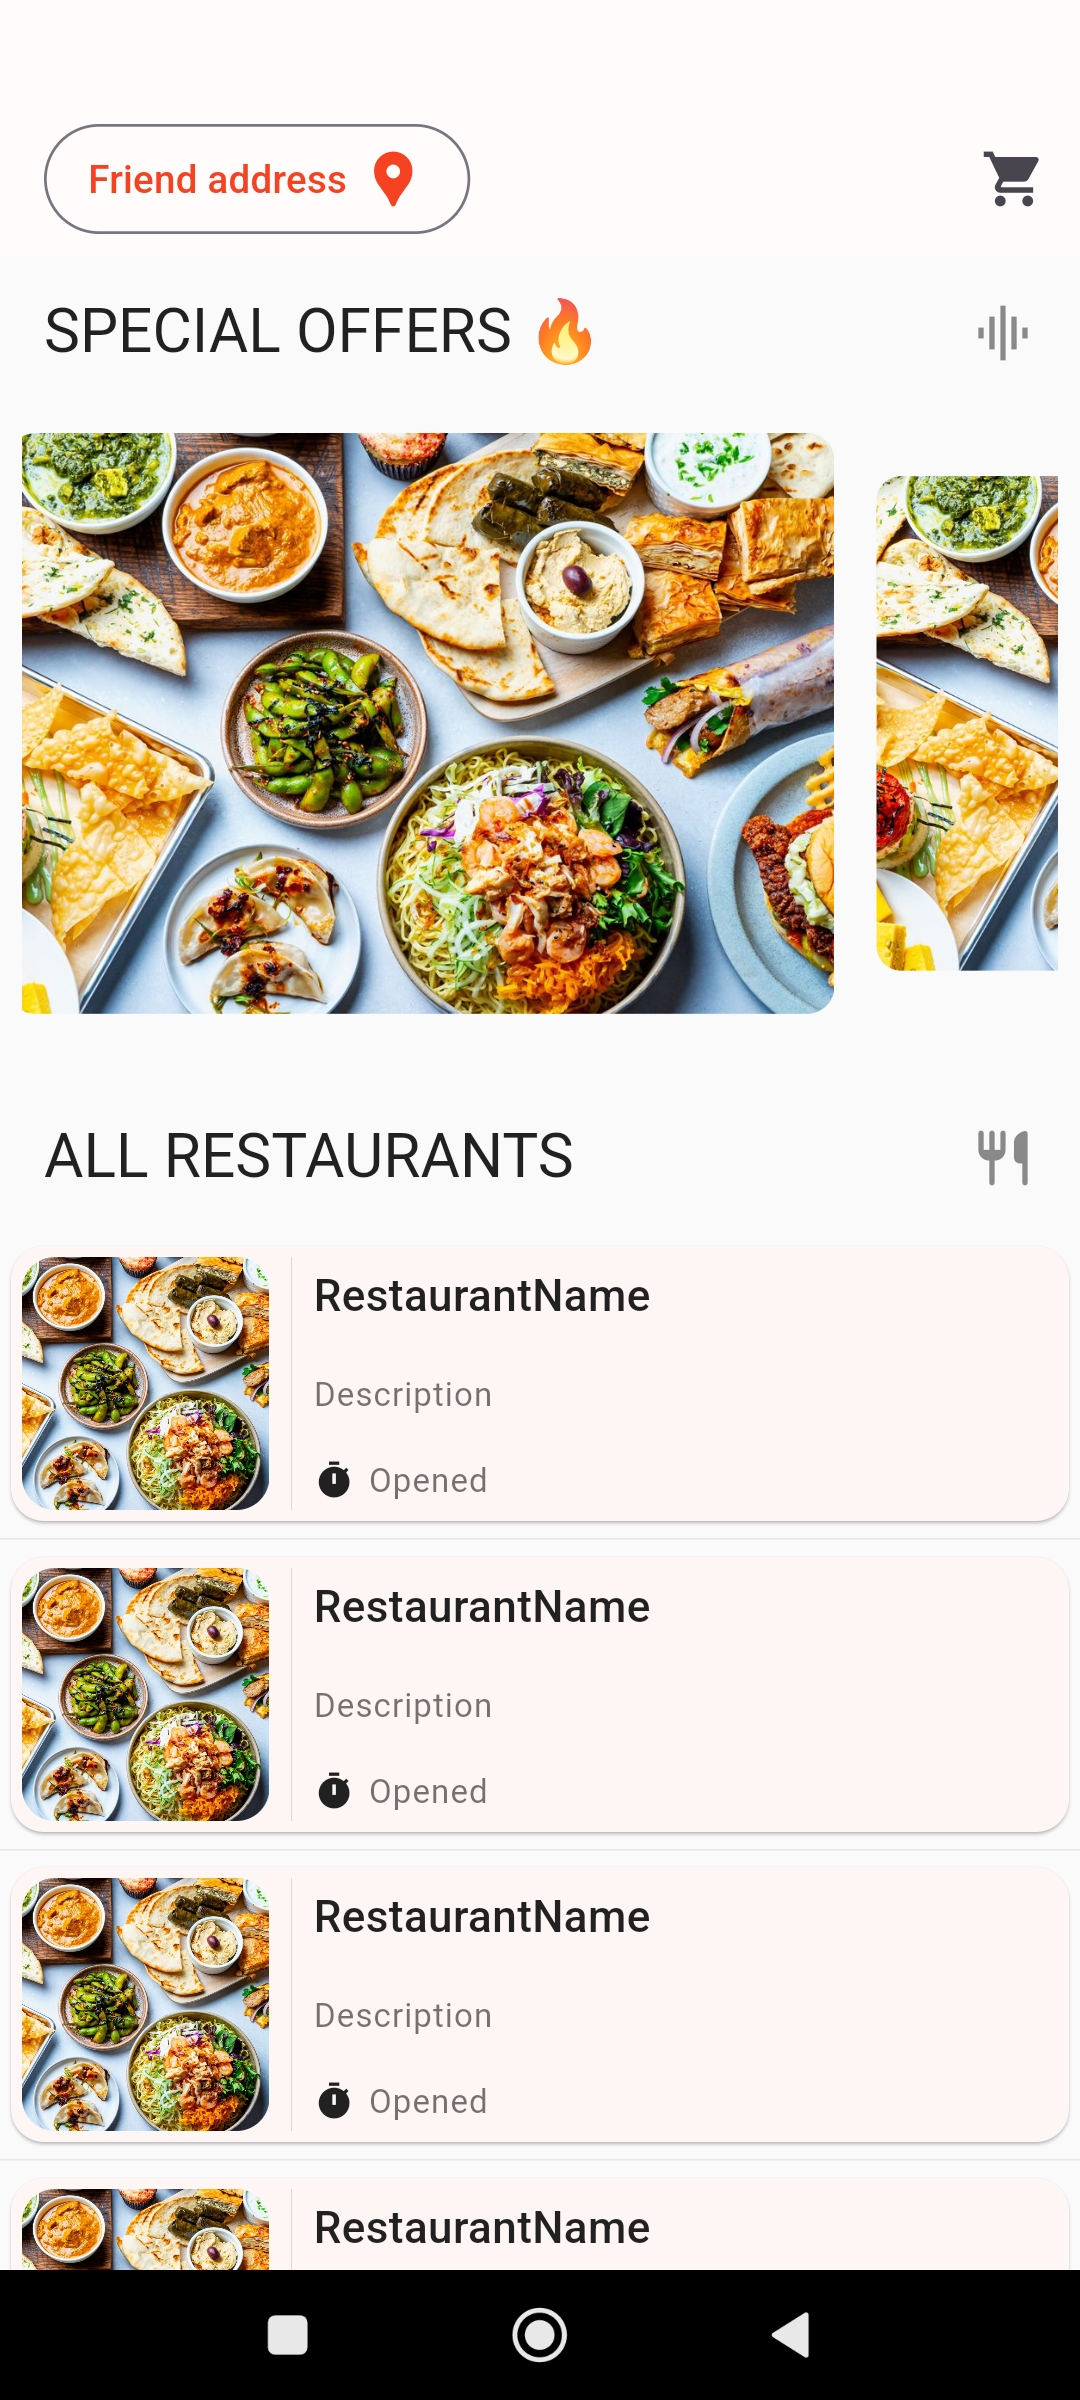 Friend address
SPECIAL OFFERS 🔥
ALL RESTAURANTS
RestaurantName
Description
Opened
RestaurantName
Description
Opened
RestaurantName
Description
Opened
RestaurantName